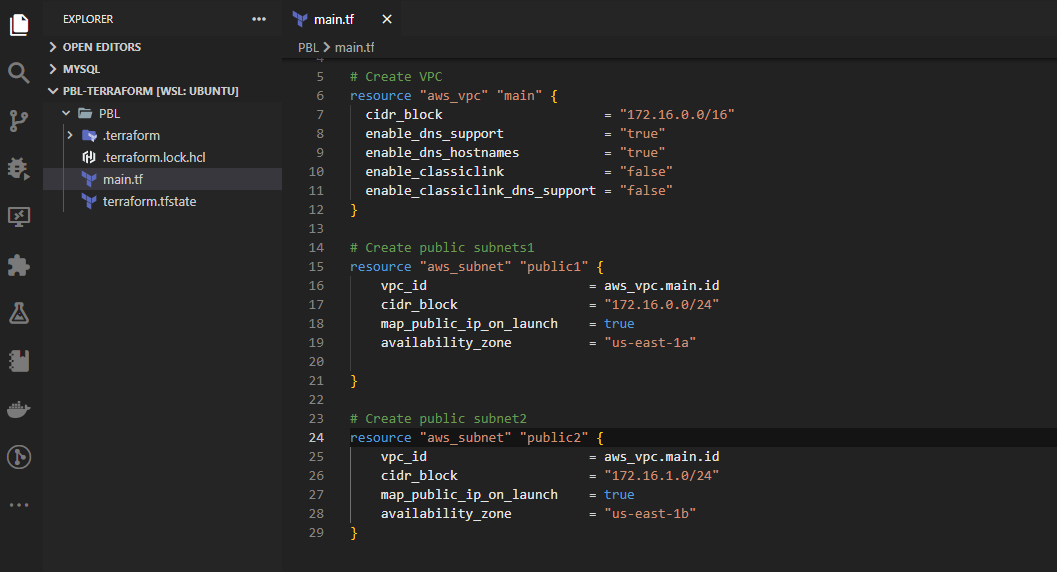 EXPLORER
OPEN EDITORS
MYSQL
PBL-TERRAFORM [WSL: UBUNTU]
PBL
.terraform
.terraform.lock.hcl
main.tf
terraform.tfstate
main.tf
PBL > main.tf
4
5 # Create VPC
6 resource "aws_vpc" "main" {
7 cidr_block = "172.16.0.0/16"
8 enable_dns_support = "true"
9 enable_dns_hostnames = "true"
10 enable_classiclink = "false"
11 enable_classiclink_dns_support = "false"
12 }
13
14 # Create public subnets1
15 resource "aws_subnet" "public1" {
16 vpc_id = aws_vpc.main.id
17 cidr_block = "172.16.0.0/24"
18 map_public_ip_on_launch = true
19 availability_zone = "us-east-1a"
20
21 }
22
23 # Create public subnet2
24 resource "aws_subnet" "public2" {
25 vpc_id = aws_vpc.main.id
26 cidr_block = "172.16.1.0/24"
27 map_public_ip_on_launch = true
28 availability_zone = "us-east-1b"
29 }